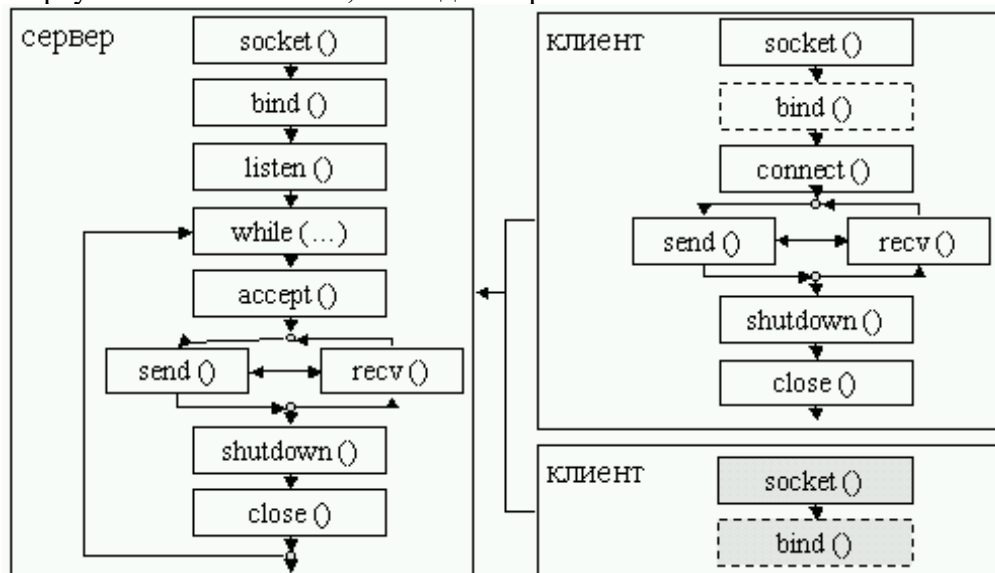 сервер
socket ()
bind ()
listen ()
while (...)
accept ()
send ()
recv ()
shutdown ()
close ()
клиент
socket ()
bind ()
connect ()
send ()
recv ()
shutdown ()
close ()
клиент
socket ()
bind ()